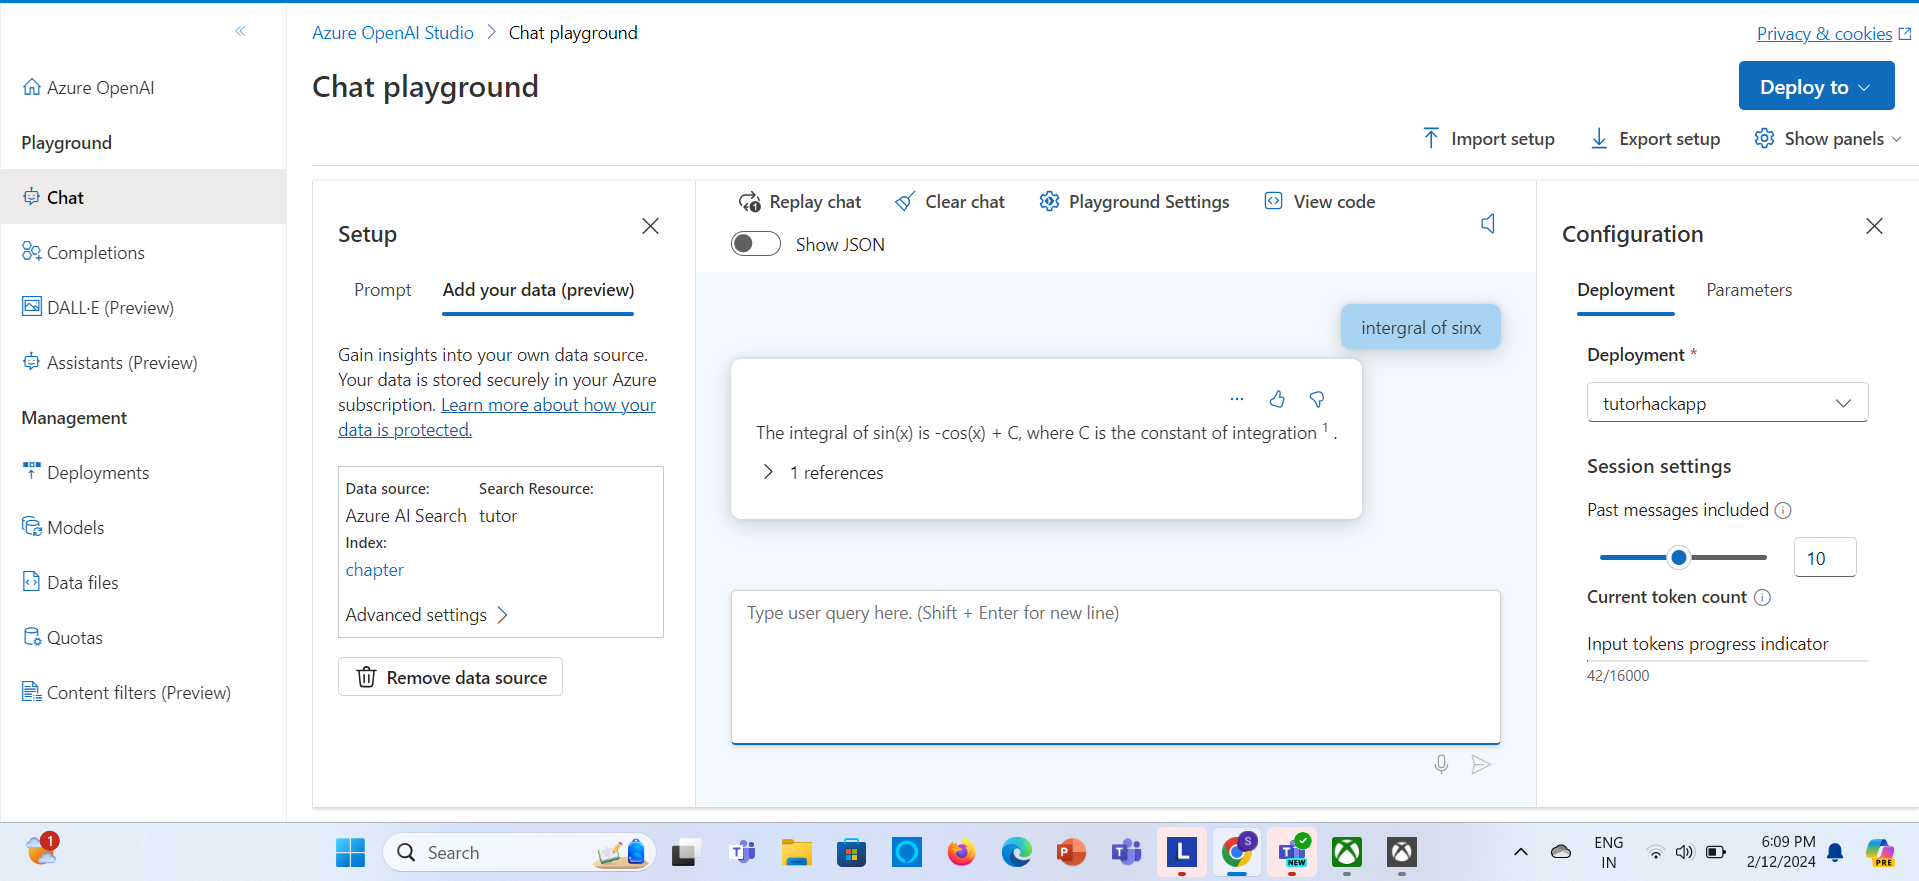 Azure OpenAI Studio > Chat playground
Privacy & cookies
Azure OpenAI
Playground
Chat
Completions
DALL·E (Preview)
Assistants (Preview)
Management
Deployments
Models
Data files
Quotas
Content filters (Preview)
Chat playground
Deploy to
Import setup
Export setup
Show panels
Setup
Prompt
Add your data (preview)
Gain insights into your own data source.
Your data is stored securely in your Azure
subscription. Learn more about how your
data is protected.
Data source: Search Resource:
Azure AI Search tutor
Index:
chapter
Advanced settings
Remove data source
Replay chat
Clear chat
Playground Settings
View code
Show JSON
intergral of sinx
The integral of sin(x) is -cos(x) + C, where C is the constant of integration 1 .
1 references
Type user query here. (Shift + Enter for new line)
Configuration
Deployment
Parameters
Deployment *
tutorhackapp
Session settings
Past messages included
10
Current token count
Input tokens progress indicator
42/16000
1
Search
L
S
NEW
ENG
IN
6:09 PM
2/12/2024
PRE